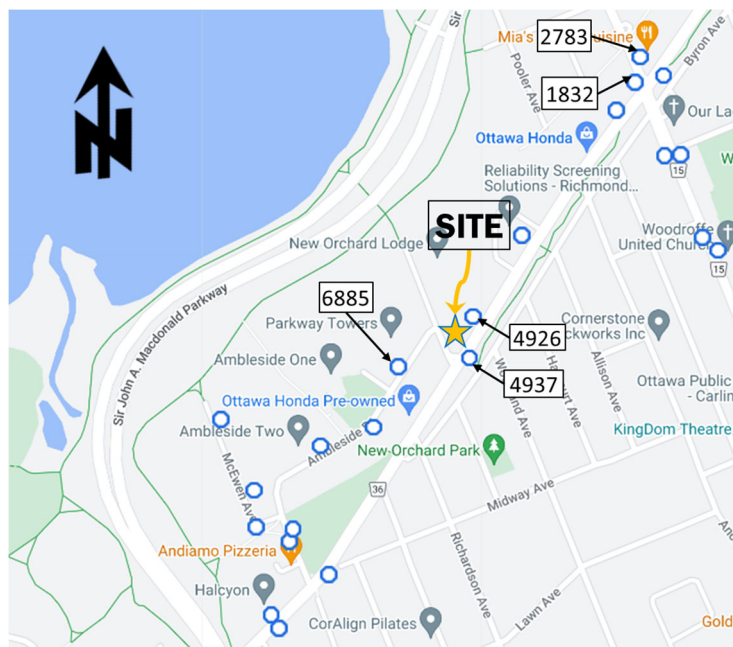 Sir
2783
Mia's
uisine
Byron Ave
Pooler Ave
1832
Our La
Ottawa Honda
15
W
Reliability Screening
Solutions - Richmond...
SITE
Woodroffe
United Church
New Orchard Lodge
15
6885
Sir John A. Macdonald Parkway
Parkway Towers
Cornerstone
ckworks Inc
4926
Ambleside One
Allison Ave
4937
Ottawa Public
- Carlin
Ottawa Honda Pre-owned
KingDom Theatre
Ambleside Two
Ambleside
New Orchard Park
McEwen Ave
36
Midway Ave
Andiamo Pizzeria
Richardson Ave
Halcyon
Lawn Ave
CorAlign Pilates
Gold